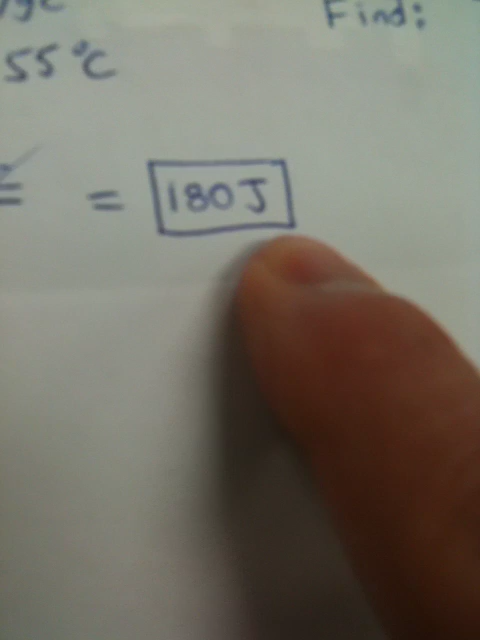 Find:
55°C
= = 180J